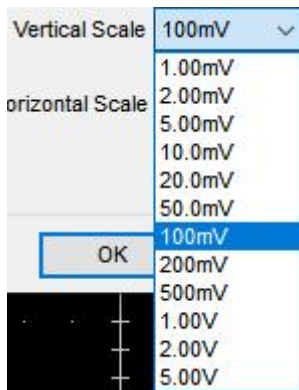 Vertical Scale 100mV
1.00mV
2.00mV
5.00mV
orizontal Scale
10.0mV
20.0mV
50.0mV
100mV
OK
200mV
500mV
1.00V
2.00V
5.00V